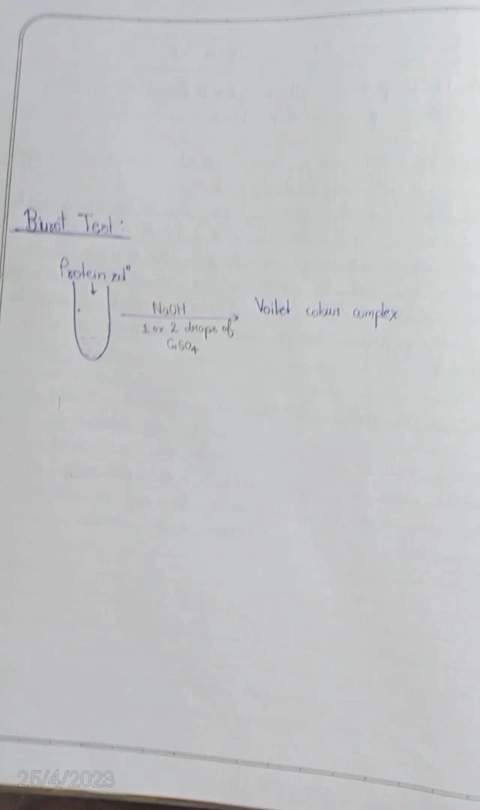 Biuret Test:
Protein solⁿ
NaOH
1 or 2 drops of
CuSO4
Voilet colour complex
25/4/2023